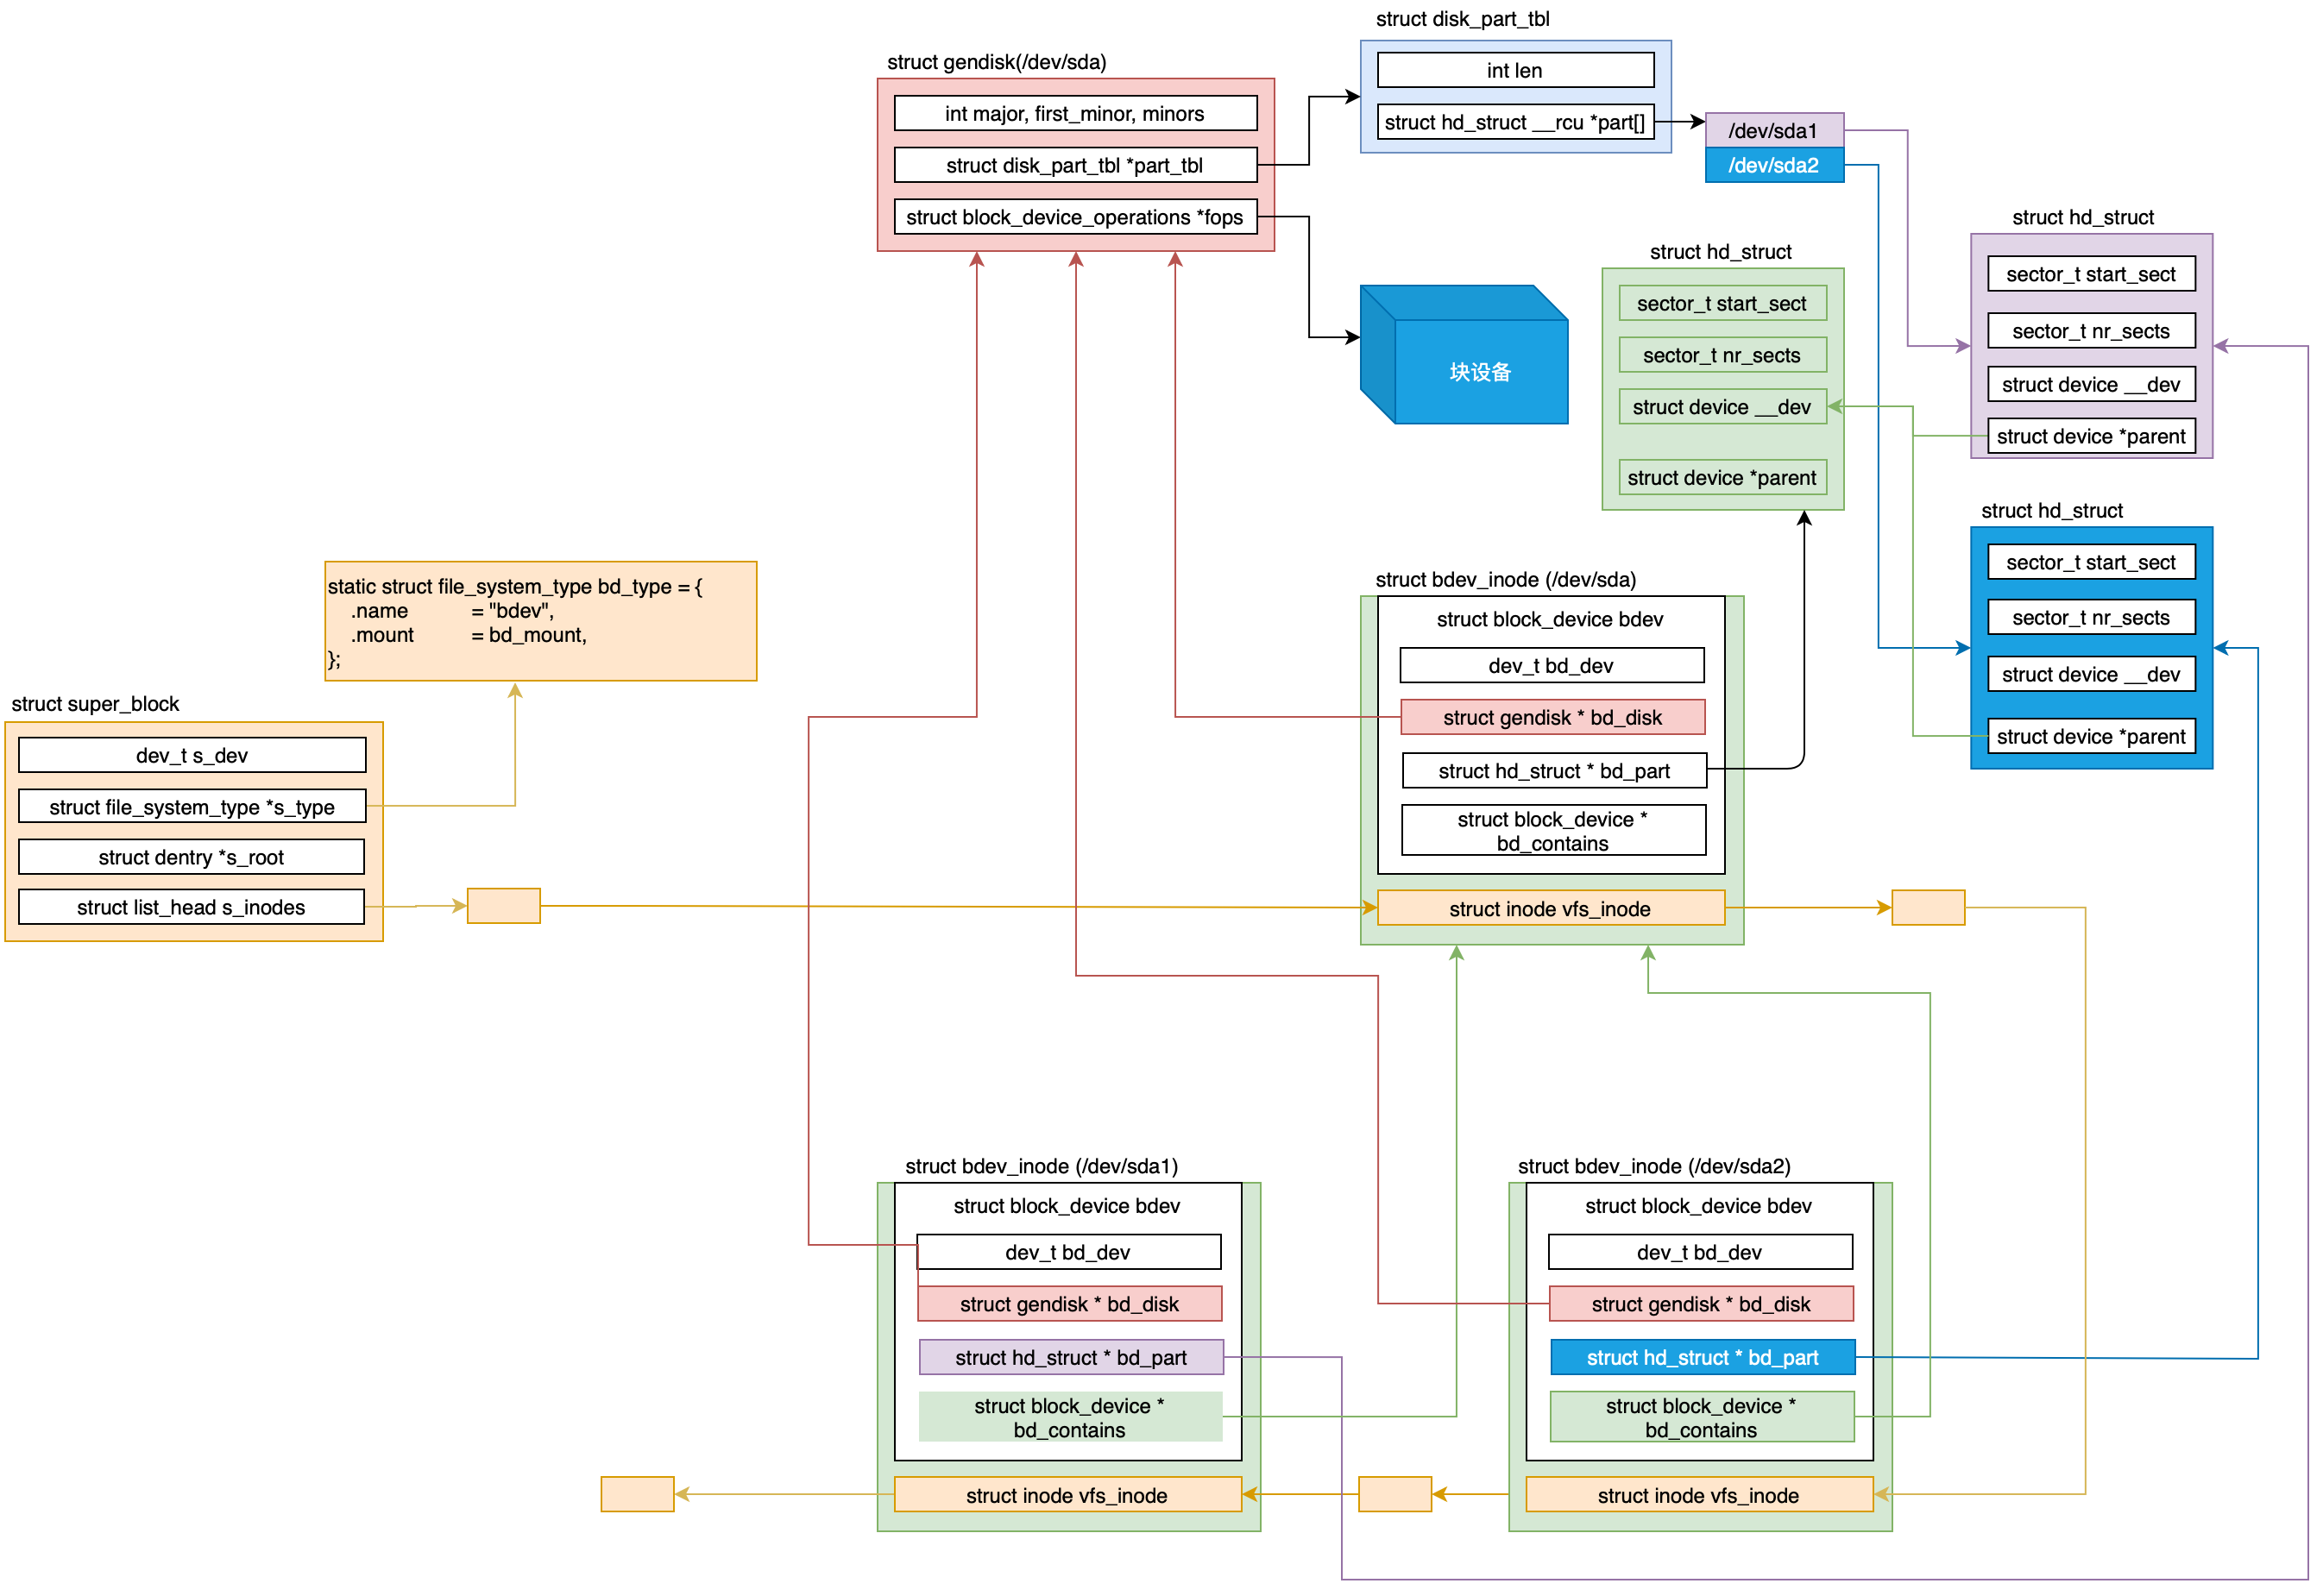 struct disk_part_tbl
int len
struct hd_struct __rcu *part[]
struct gendisk(/dev/sda)
int major, first_minor, minors
struct disk_part_tbl *part_tbl
struct block_device_operations *fops
/dev/sda1
/dev/sda2
块设备
struct hd_struct
sector_t start_sect
sector_t nr_sects
struct device __dev
struct device *parent
struct hd_struct
sector_t start_sect
sector_t nr_sects
struct device __dev
struct device *parent
struct hd_struct
sector_t start_sect
sector_t nr_sects
struct device __dev
struct device *parent
static struct file_system_type bd_type = {
.name = "bdev",
.mount = bd_mount,
};
struct super_block
dev_t s_dev
struct file_system_type *s_type
struct dentry *s_root
struct list_head s_inodes
struct bdev_inode (/dev/sda)
struct block_device bdev
dev_t bd_dev
struct gendisk * bd_disk
struct hd_struct * bd_part
struct block_device *
bd_contains
struct inode vfs_inode
struct bdev_inode (/dev/sda1)
struct block_device bdev
dev_t bd_dev
struct gendisk * bd_disk
struct hd_struct * bd_part
struct block_device *
bd_contains
struct inode vfs_inode
struct bdev_inode (/dev/sda2)
struct block_device bdev
dev_t bd_dev
struct gendisk * bd_disk
struct hd_struct * bd_part
struct block_device *
bd_contains
struct inode vfs_inode